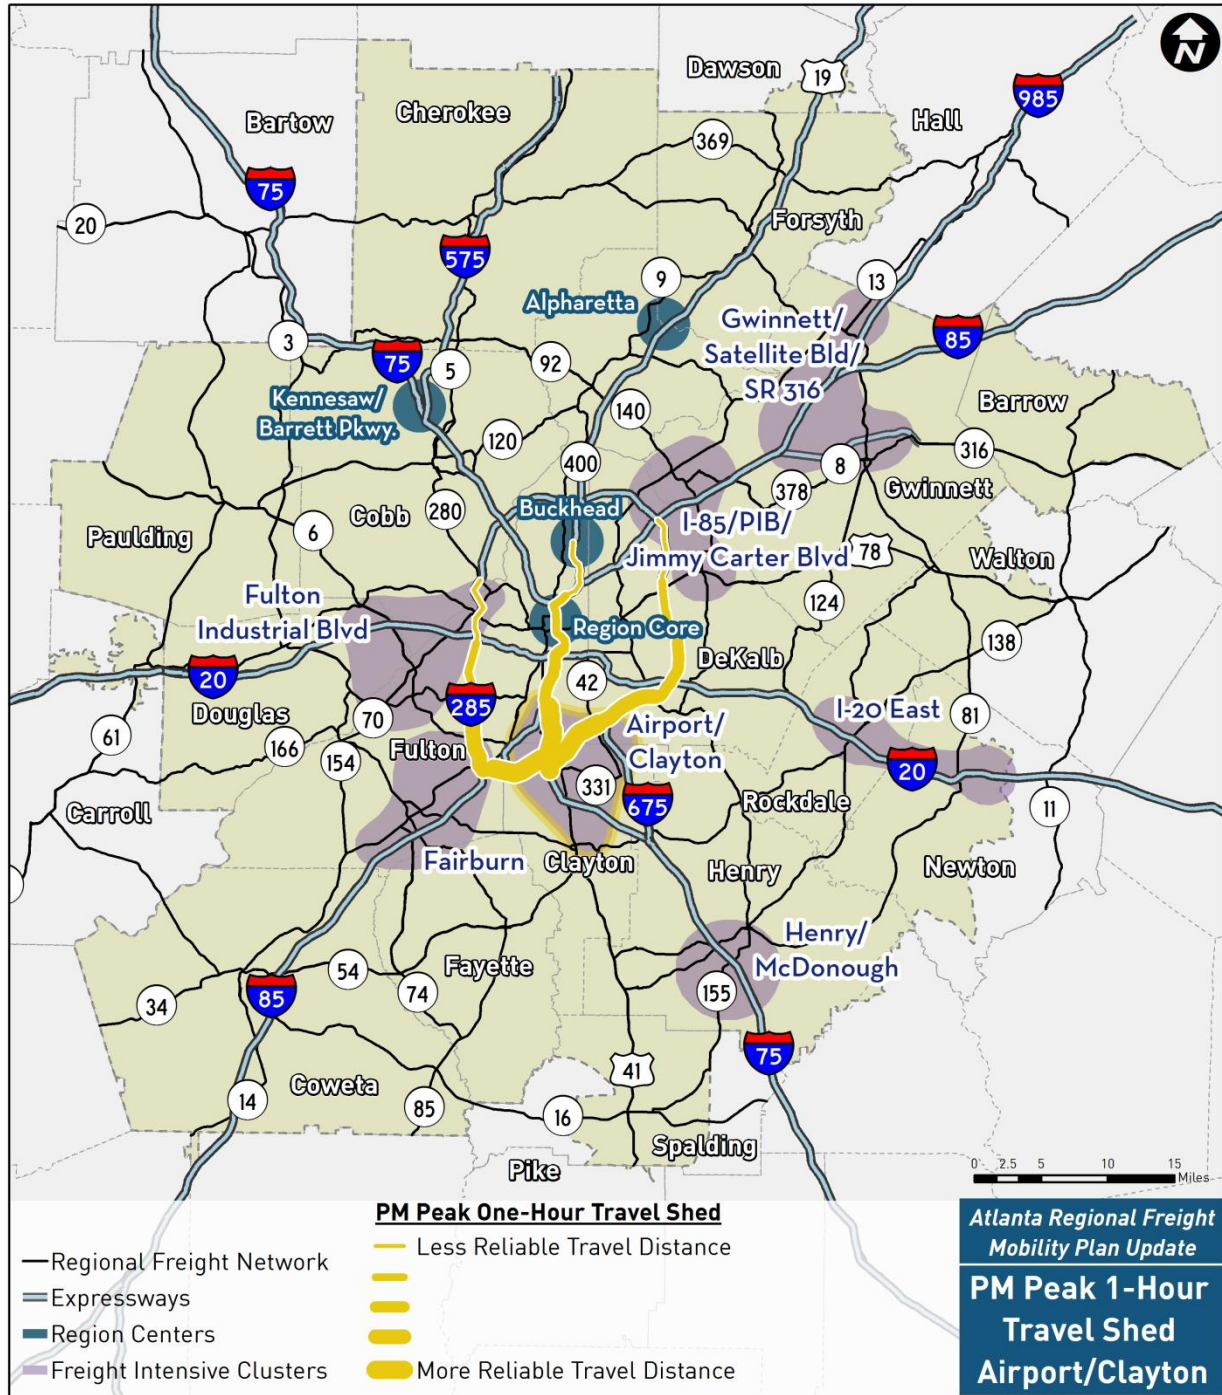 N
Dawson
19
985
Hall
Bartow
Cherokee
369
75
20
Forsyth
575
9
13
Alpharetta
Gwinnett/
Satellite Bld/
SR 316
85
3
75
5
92
Kennesaw/
Barrett Pkwy.
140
Barrow
120
400
8
316
378
Gwinnett
280
Cobb
Buckhead
I-85/PIB/
Jimmy Carter Blvd
6
Paulding
78
Walton
Fulton
Industrial Blvd
124
Region Core
138
DeKalb
20
42
285
I-20 East
Douglas
70
81
61
166
154
Fulton
Airport/
Clayton
331
675
20
Rockdale
11
Carroll
Fairburn
Clayton
Henry
Newton
Henry/
McDonough
54
Fayette
74
155
34
85
75
41
Coweta
14
85
16
Spalding
Pike
0 2.5 5 10 15
Miles
PM Peak One-Hour Travel Shed
Less Reliable Travel Distance
More Reliable Travel Distance
Regional Freight Network
Expressways
Region Centers
Freight Intensive Clusters
Atlanta Regional Freight
Mobility Plan Update
PM Peak 1-Hour
Travel Shed
Airport/Clayton